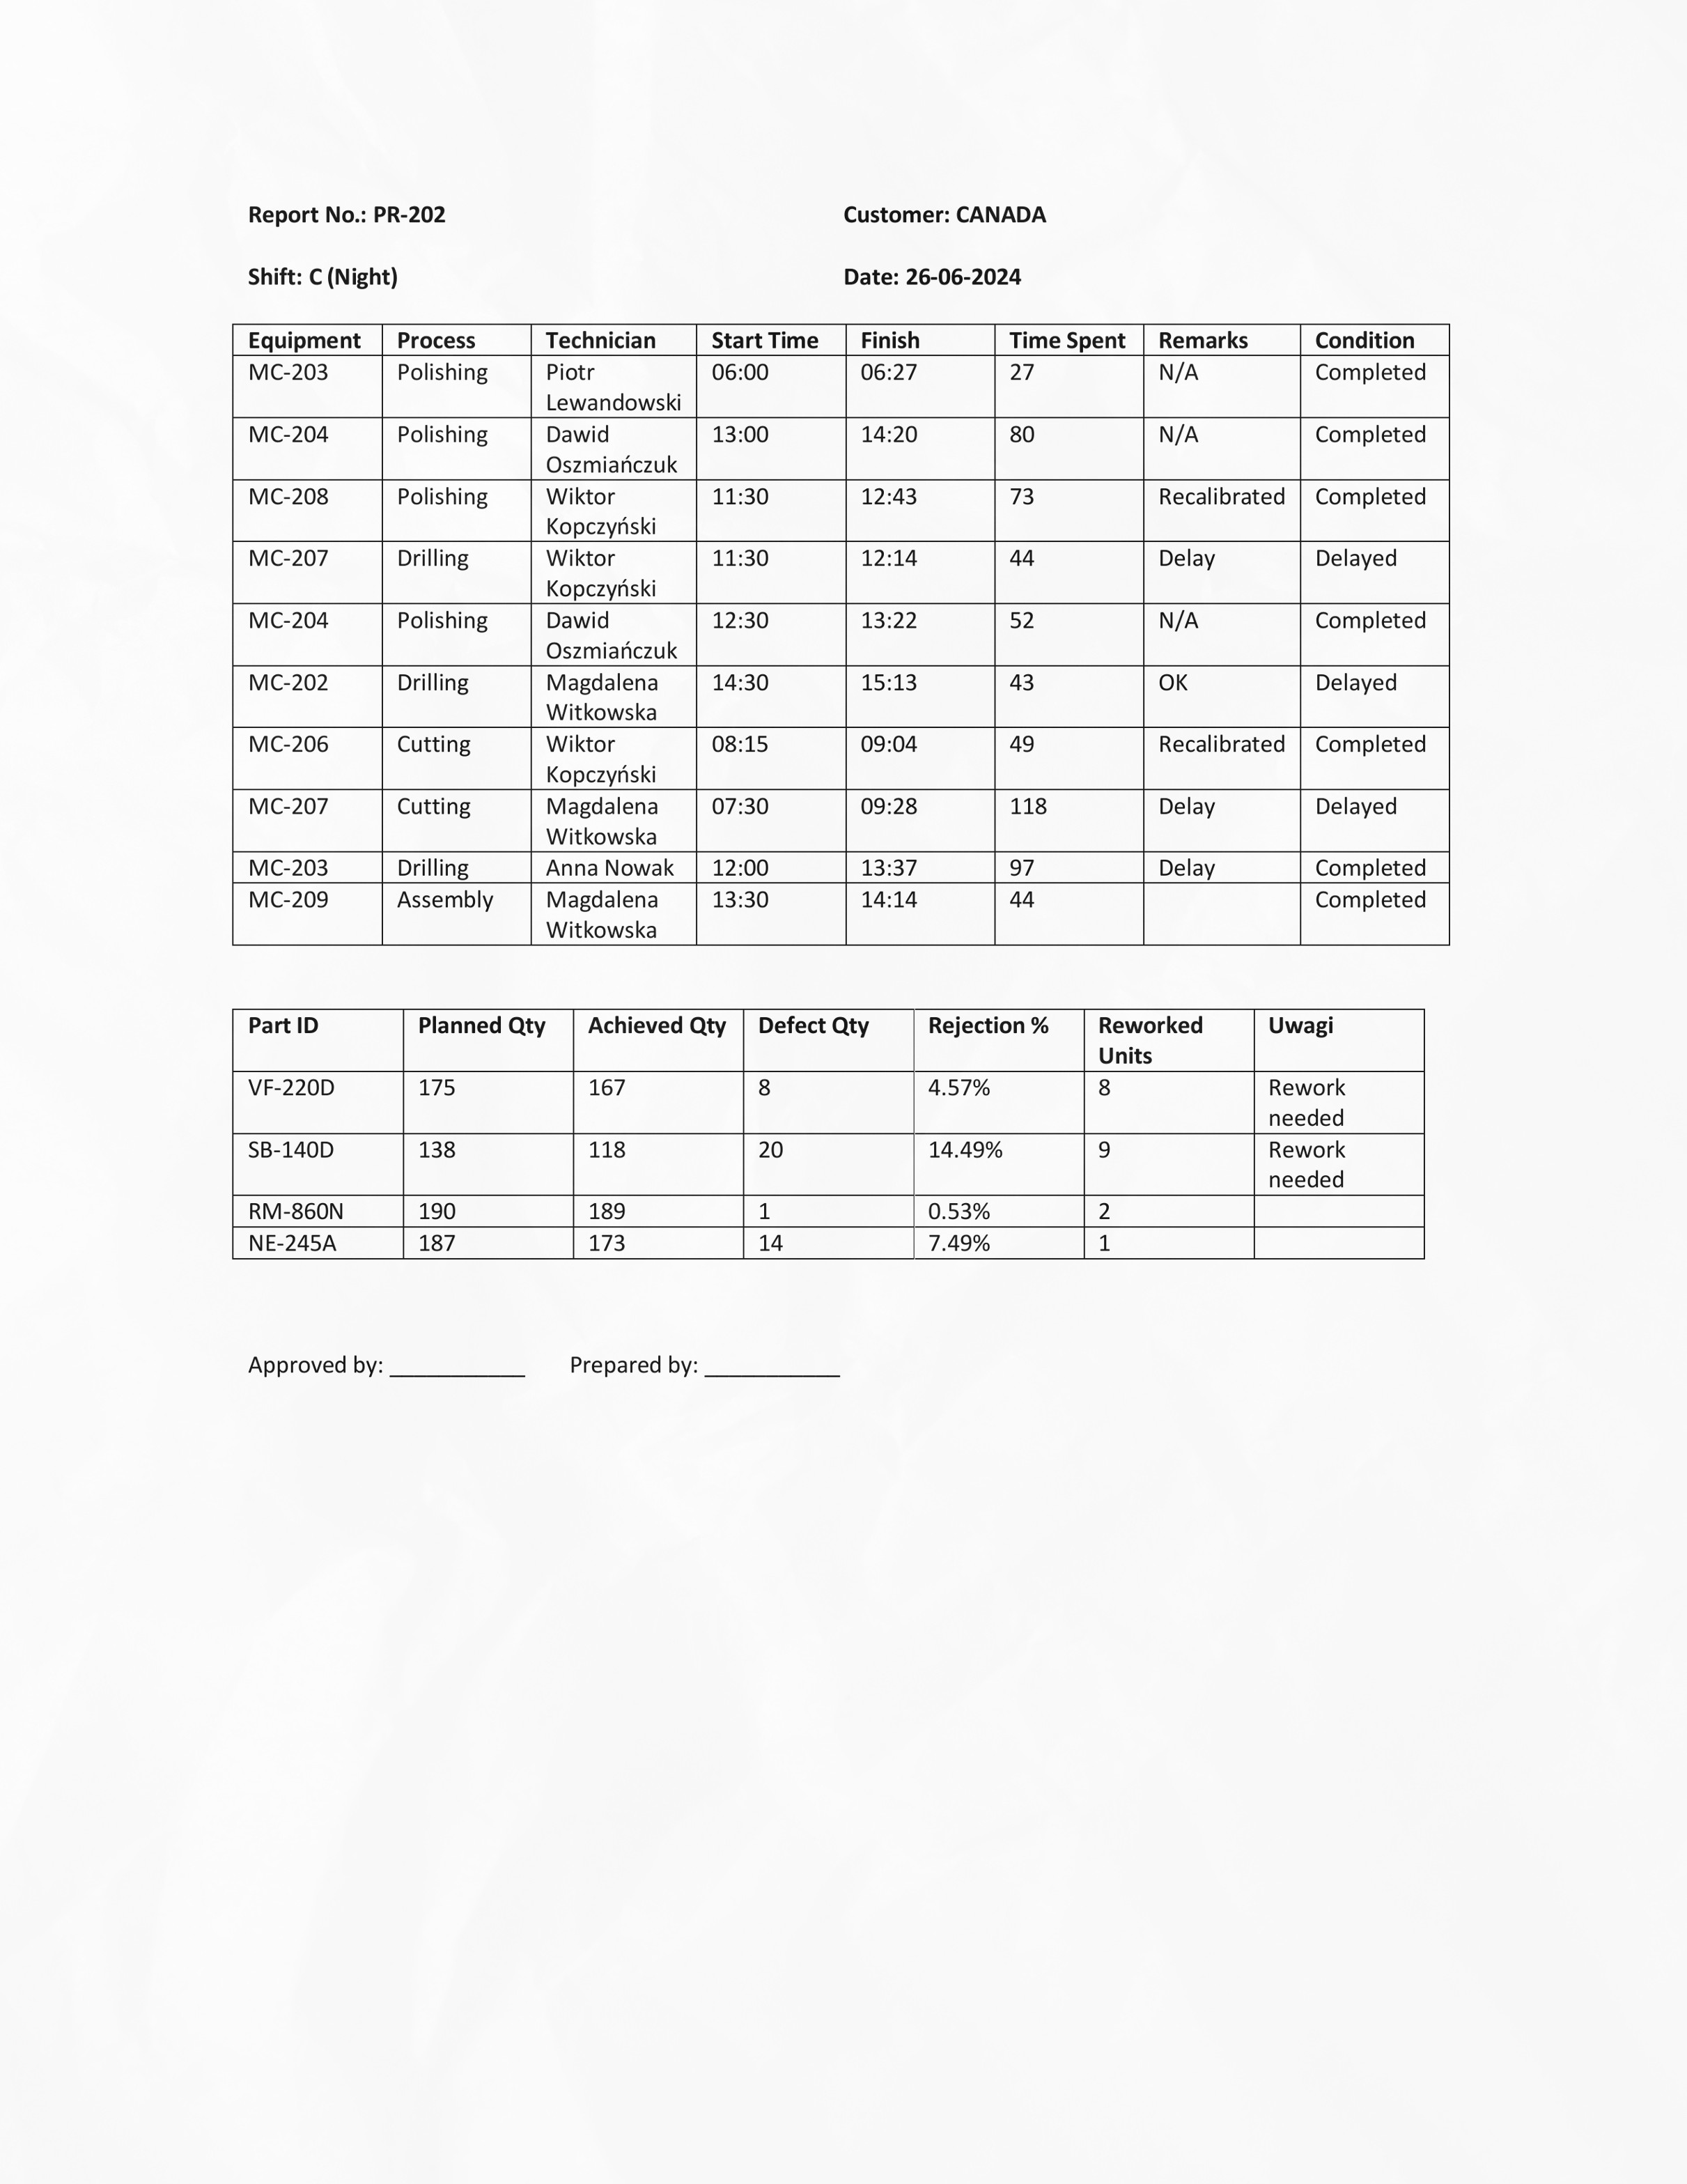 Report No.: PR-202 Customer: CANADA
Shift: C (Night) Date: 26-06-2024
Equipment Process Technician Start Time Finish Time Spent Remarks Condition
MC-203 Polishing Piotr Lewandowski 06:00 06:27 27 N/A Completed
MC-204 Polishing Dawid Oszmiańczuk 13:00 14:20 80 N/A Completed
MC-208 Polishing Wiktor Kopczyński 11:30 12:43 73 Recalibrated Completed
MC-207 Drilling Wiktor Kopczyński 11:30 12:14 44 Delay Delayed
MC-204 Polishing Dawid Oszmiańczuk 12:30 13:22 52 N/A Completed
MC-202 Drilling Magdalena Witkowska 14:30 15:13 43 OK Delayed
MC-206 Cutting Wiktor Kopczyński 08:15 09:04 49 Recalibrated Completed
MC-207 Cutting Magdalena Witkowska 07:30 09:28 118 Delay Delayed
MC-203 Drilling Anna Nowak 12:00 13:37 97 Delay Completed
MC-209 Assembly Magdalena Witkowska 13:30 14:14 44 Completed
Part ID Planned Qty Achieved Qty Defect Qty Rejection % Reworked Units Uwagi
VF-220D 175 167 8 4.57% 8 Rework needed
SB-140D 138 118 20 14.49% 9 Rework needed
RM-860N 190 189 1 0.53% 2
NE-245A 187 173 14 7.49% 1
Approved by: ___________ Prepared by: ___________